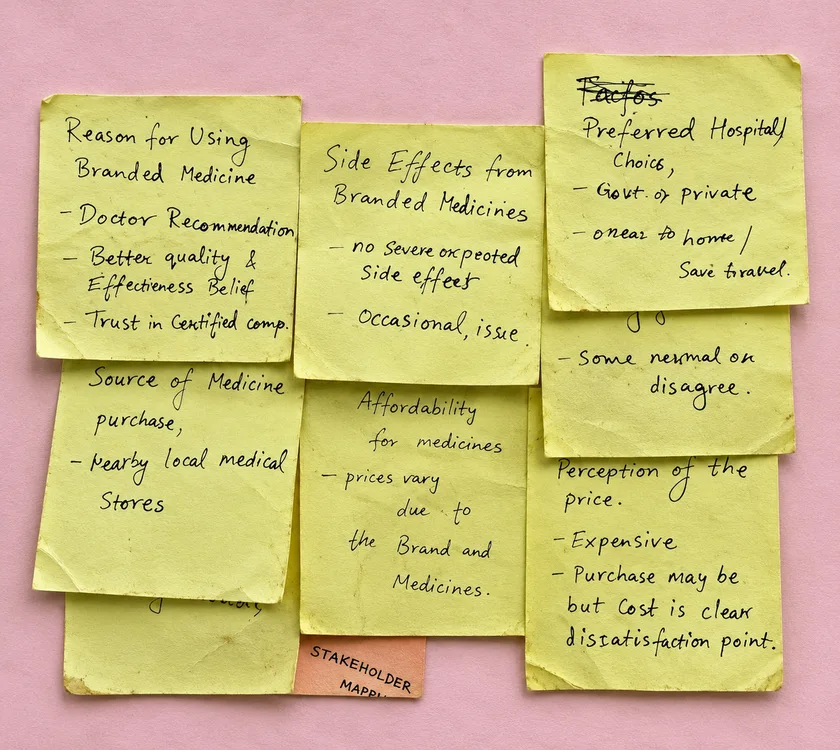 Reason for Using
Branded Medicine
- Doctor Recommendation
- Better quality &
Effectieness Belief
- Trust in Certified comp.
Source of Medicine
purchase,
- Nearby local medical
Stores
Side Effects from
Branded Medicines
- no severe expected
side effect
- Occasional, issue.
Affordability
for medicines
- prices vary
due to
the Brand and
Medicines.
STAKEHOLDER
Preferred Hospital/
Choice,
- Govt. or private
- near to home /
Save travel.
- Some normal on
disagree.
Perception of the
price.
- Expensive
- Purchase may be
but Cost is clear
dissatisfaction point.